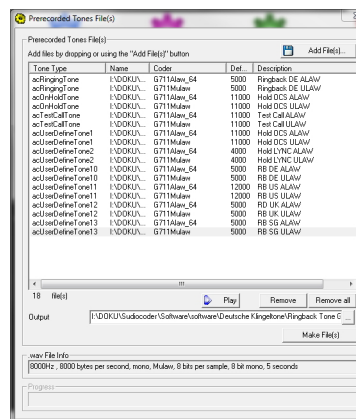 Prerecorded Tones File(s)
Prerecorded Tones File(s)
Add files by dropping or using the "Add File(s)" button
Add File(s)...
Tone Type Name Coder Def... Description
acRingingTone I:\DOKU\... G711Alaw_64 5000 Ringback DE ALAW
acRingingTone I:\DOKU\... G711Mulaw 5000 Ringback DE ULAW
acOnHoldTone I:\DOKU\... G711Alaw_64 11000 Hold OCS ALAW
acOnHoldTone I:\DOKU\... G711Mulaw 11000 Hold OCS ULAW
acTestCallTone I:\DOKU\... G711Alaw_64 11000 Test Call ALAW
acTestCallTone I:\DOKU\... G711Mulaw 11000 Test Call ULAW
acUserDefineTone1 I:\DOKU\... G711Alaw_64 11000 Hold OCS ALAW
acUserDefineTone1 I:\DOKU\... G711Mulaw 11000 Hold OCS ULAW
acUserDefineTone2 I:\DOKU\... G711Alaw_64 4000 Hold LYNC ALAW
acUserDefineTone2 I:\DOKU\... G711Mulaw 4000 Hold LYNC ULAW
acUserDefineTone10 I:\DOKU\... G711Alaw_64 5000 RB DE ALAW
acUserDefineTone10 I:\DOKU\... G711Mulaw 5000 RB DE ULAW
acUserDefineTone11 I:\DOKU\... G711Alaw_64 12000 RB US ALAW
acUserDefineTone11 I:\DOKU\... G711Mulaw 12000 RB US ULAW
acUserDefineTone12 I:\DOKU\... G711Alaw_64 5000 RD UK ALAW
acUserDefineTone12 I:\DOKU\... G711Mulaw 5000 RB UK ULAW
acUserDefineTone13 I:\DOKU\... G711Alaw_64 5000 RB SG ALAW
acUserDefineTone13 I:\DOKU\... G711Mulaw 5000 RB SG ULAW
18 file(s)
Play
Remove
Remove all
Output I:\DOKU\Sudiocoder\Software\software\Deutsche Klingeltone\Ringback Tone G ...
Make File(s)
.wav File Info
8000Hz , 8000 bytes per second, mono, Mulaw, 8 bits per sample, 8 bit mono, 5 seconds
Progress